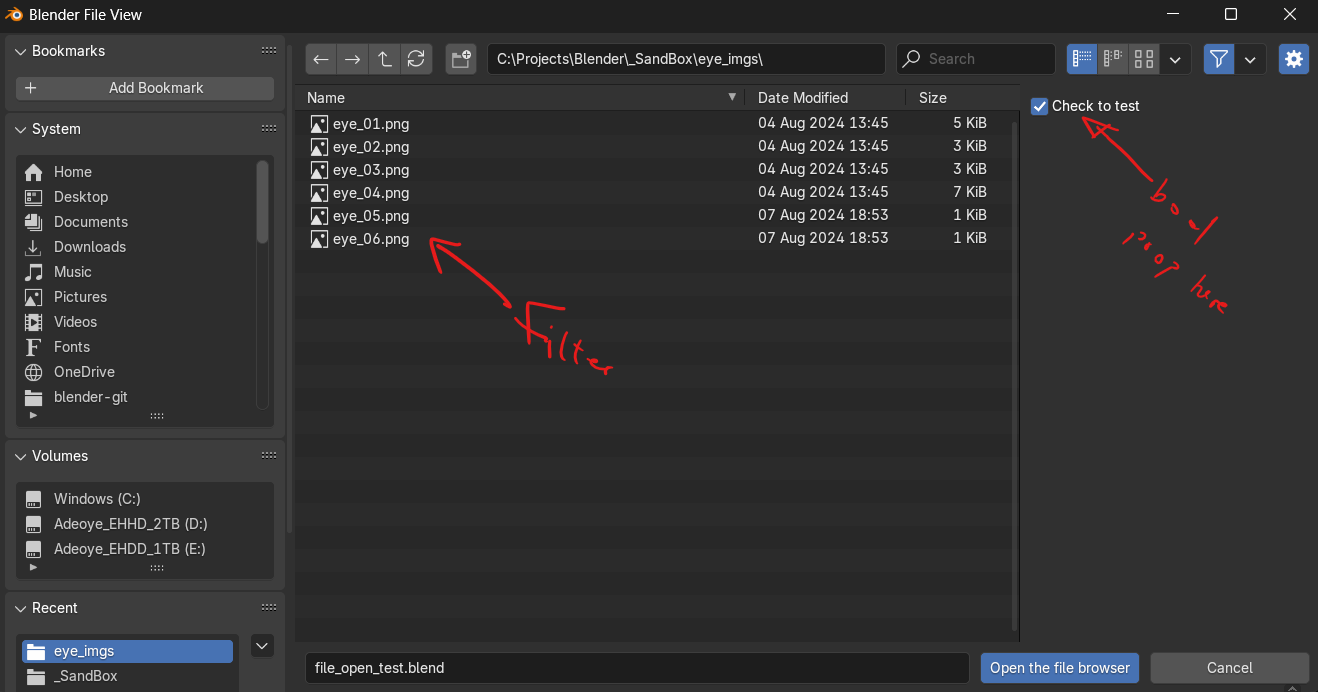 Blender File View
Bookmarks
Add Bookmark
System
Home
Desktop
Documents
Downloads
Music
Pictures
Videos
Fonts
OneDrive
blender-git
Volumes
Windows (C:)
Adeoye_EHHD_2TB (D:)
Adeoye_EHDD_1TB (E:)
Recent
eye_imgs
_SandBox
C:\Projects\Blender\_SandBox\eye_imgs\
Search
Name Date Modified Size
eye_01.png 04 Aug 2024 13:45 5 KiB
eye_02.png 04 Aug 2024 13:45 3 KiB
eye_03.png 04 Aug 2024 13:45 3 KiB
eye_04.png 04 Aug 2024 13:45 7 KiB
eye_05.png 07 Aug 2024 18:53 1 KiB
eye_06.png 07 Aug 2024 18:53 1 KiB
Filter
Check to test
bool
prop here
file_open_test.blend
Open the file browser
Cancel